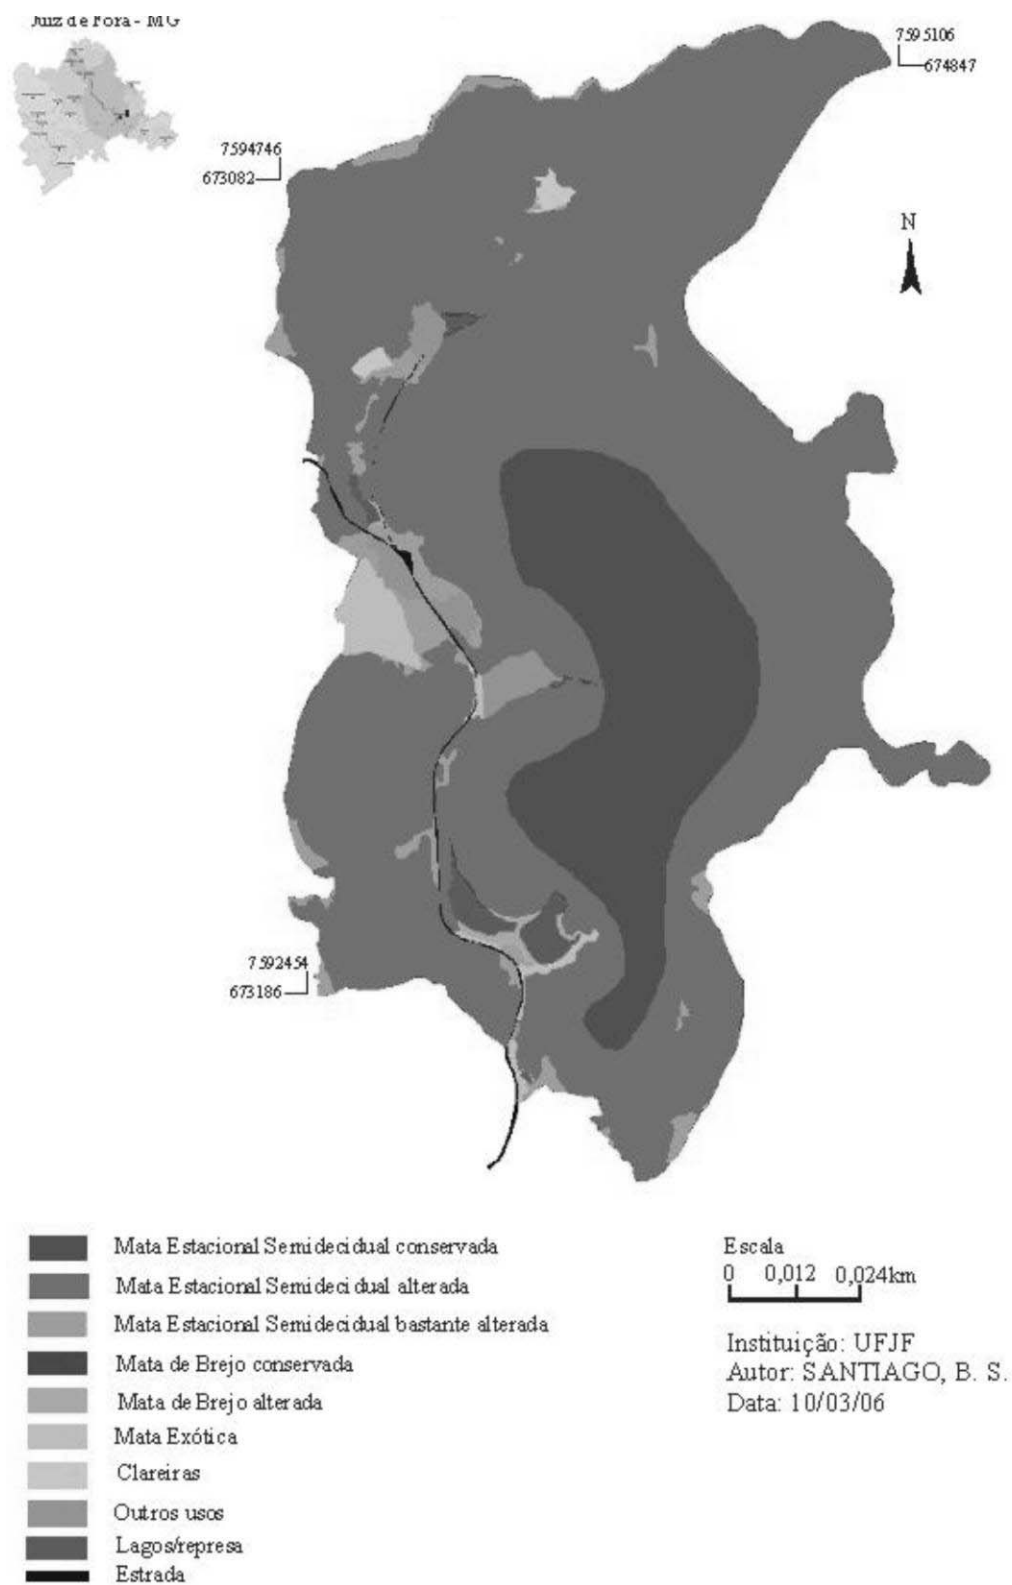 Juiz de Fora - MG
7595106
674847
7594746
673082
N
7592454
673186
Mata Estacional Semidecidual conservada
Mata Estacional Semidecidual alterada
Mata Estacional Semidecidual bastante alterada
Mata de Brejo conservada
Mata de Brejo alterada
Mata Exótica
Clareiras
Outros usos
Lagos/represa
Estrada
Escala
0 0,012 0,024km
Instituição: UFJF
Autor: SANTIAGO, B. S.
Data: 10/03/06